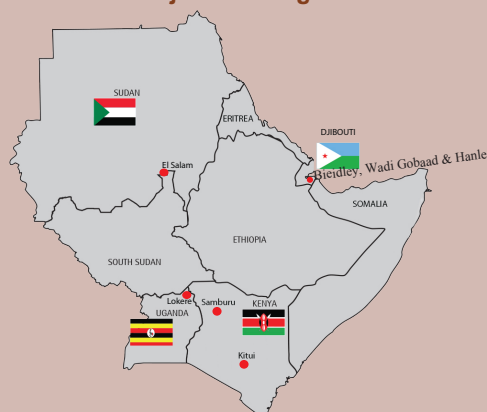 SUDAN
ERITREA
DJIBOUTI
El Salam
Bieidley, Wadi Gobaad & Hanle
SOMALIA
ETHIOPIA
SOUTH SUDAN
Lokere
Samburu
KENYA
UGANDA
Kitui